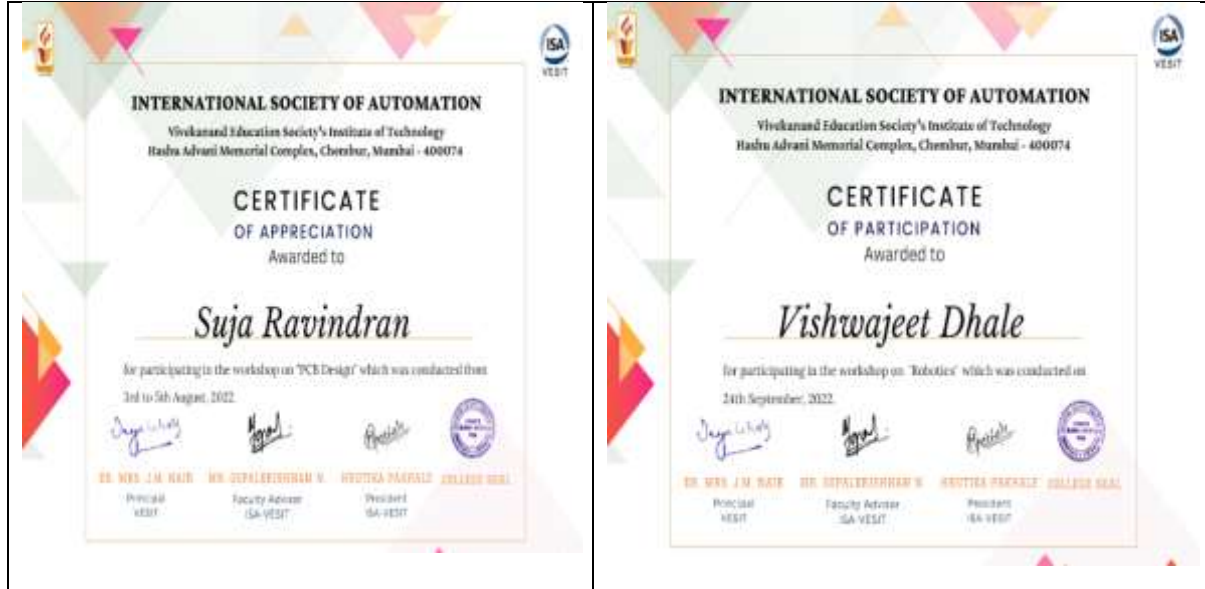 ISA
VESIT
INTERNATIONAL SOCIETY OF AUTOMATION
Vivekanand Education Society's Institute of Technology
Hashu Advani Memorial Complex, Chembur, Mumbai - 400074
CERTIFICATE
OF APPRECIATION
Awarded to
Suja Ravindran
for participating in the workshop on "PCB Design" which was conducted from
3rd to 5th August, 2022
DR. MRS. J.M. NAIR MR. GOPALKRISHNAN N. COLLEGE SEAL
Principal Faculty Advisor President
VESIT ISA-VESIT ISA-VESIT
ISA
VESIT
INTERNATIONAL SOCIETY OF AUTOMATION
Vivekanand Education Society's Institute of Technology
Hashu Advani Memorial Complex, Chembur, Mumbai - 400074
CERTIFICATE
OF PARTICIPATION
Awarded to
Vishwajeet Dhale
for participating in the workshop on "Robotics" which was conducted on
24th September, 2022
DR. MRS. J.M. NAIR MR. GOPALKRISHNAN N. COLLEGE SEAL
Principal Faculty Advisor President
VESIT ISA-VESIT ISA-VESIT